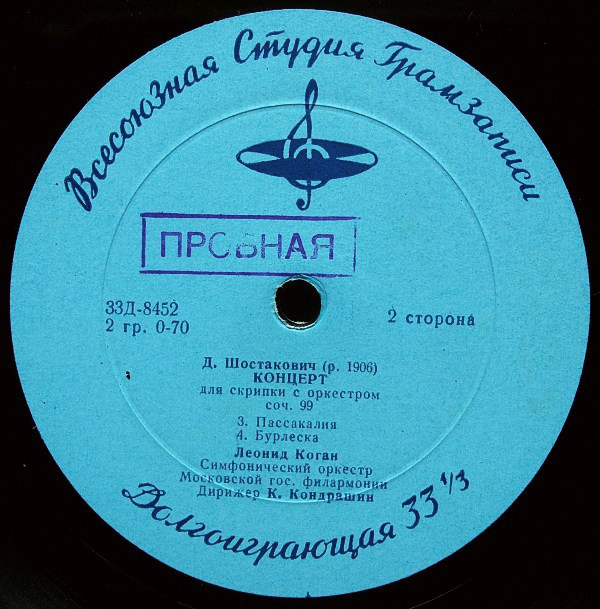 Всесоюзная Студия Грамзаписи
ПРОБНАЯ
33Д-8452
2 гр. 0-70
2 сторона
Д. Шостакович (р. 1906)
КОНЦЕРТ
для скрипки с оркестром
соч. 99
3. Пассакалия
4. Бурлеска
Леонид Коган
Симфонический оркестр
Московской гос. филармонии
Дирижер К. Кондрашин
Долгоиграющая 33 1/3